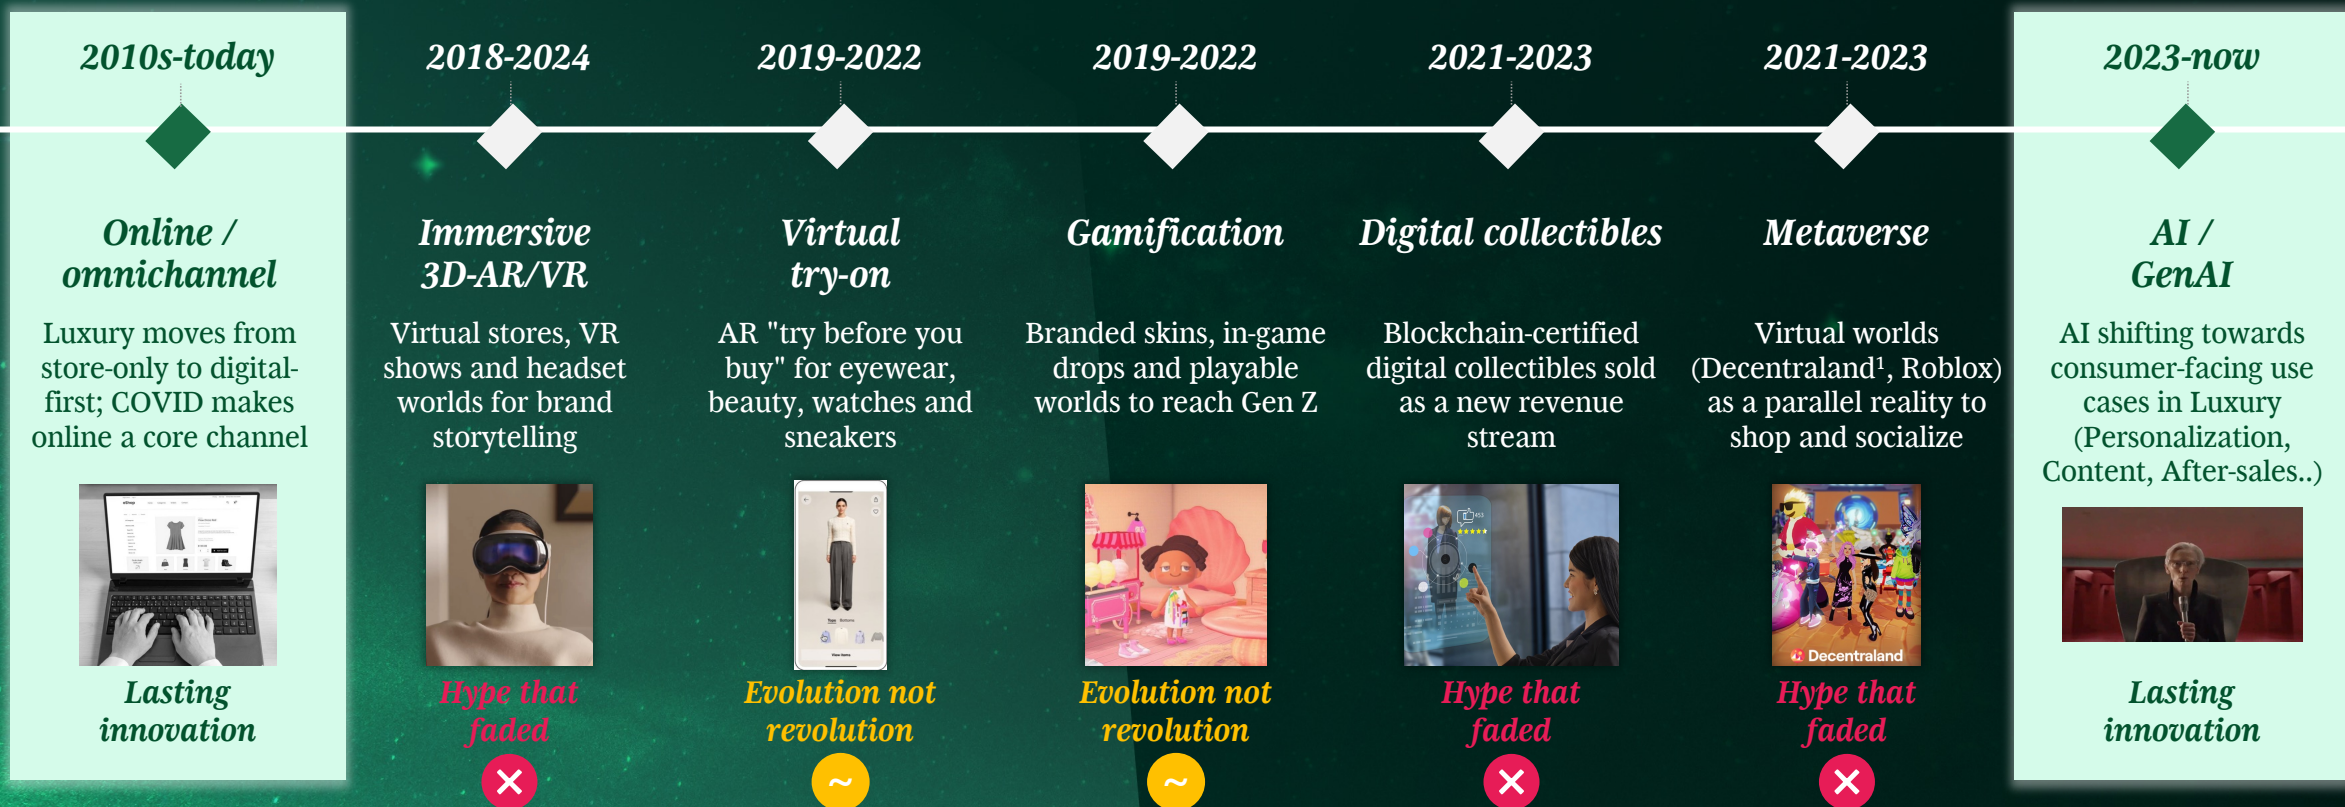 2010s-today
Online /
omnichannel
Luxury moves from
store-only to digital-
first; COVID makes
online a core channel
Lasting
innovation
2018-2024
Immersive
3D-AR/VR
Virtual stores, VR
shows and headset
worlds for brand
storytelling
Hype that
faded
2019-2022
Virtual
try-on
AR "try before you
buy" for eyewear,
beauty, watches and
sneakers
View items
Evolution not
revolution
~
2019-2022
Gamification
Branded skins, in-game
drops and playable
worlds to reach Gen Z
Evolution not
revolution
~
2021-2023
Digital collectibles
Blockchain-certified
digital collectibles sold
as a new revenue
stream
453
Hype that
faded
2021-2023
Metaverse
Virtual worlds
(Decentraland¹, Roblox)
as a parallel reality to
shop and socialize
Decentraland
Hype that
faded
2023-now
AI /
GenAI
AI shifting towards
consumer-facing use
cases in Luxury
(Personalization,
Content, After-sales..)
Lasting
innovation